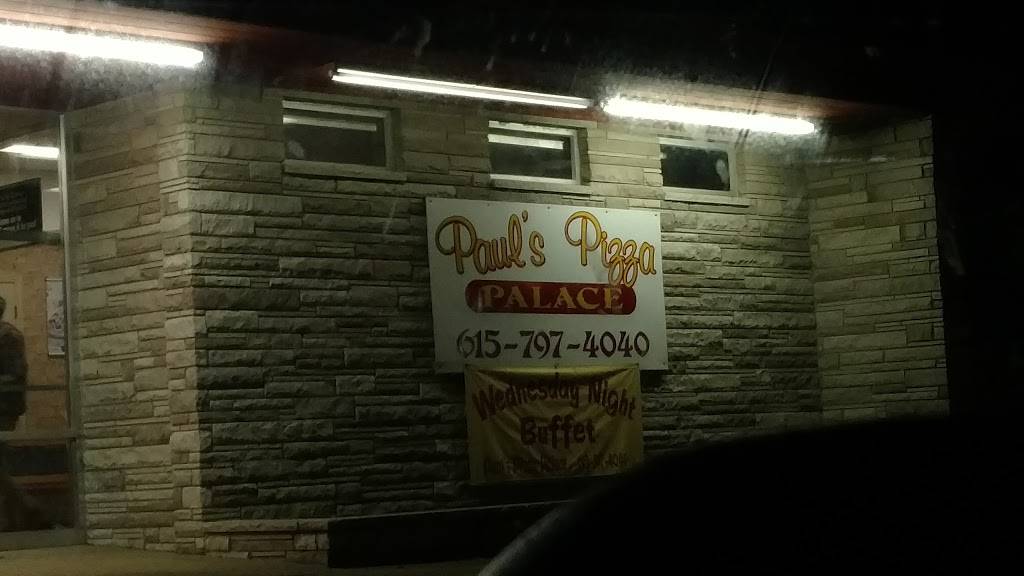 Paul's Pizza
PALACE
615-797-4040
Wednesday Night
Buffet